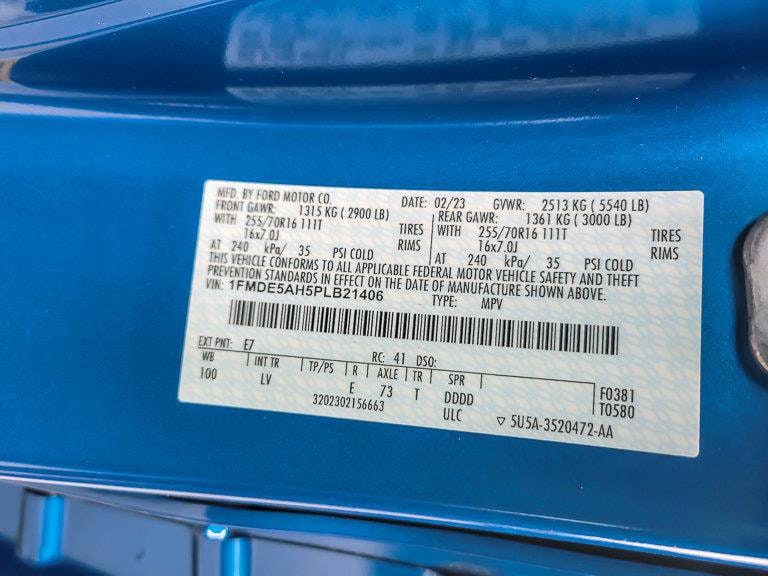 MFD. BY FORD MOTOR CO. DATE: 02/23 GVWR: 2513 KG ( 5540 LB)
FRONT GAWR: 1315 KG ( 2900 LB) REAR GAWR: 1361 KG ( 3000 LB)
WITH 255/70R16 111T TIRES WITH 255/70R16 111T TIRES
16x7.0J RIMS 16x7.0J RIMS
AT 240 kPa/ 35 PSI COLD AT 240 kPa/ 35 PSI COLD
THIS VEHICLE CONFORMS TO ALL APPLICABLE FEDERAL MOTOR VEHICLE SAFETY AND THEFT
PREVENTION STANDARDS IN EFFECT ON THE DATE OF MANUFACTURE SHOWN ABOVE.
VIN: 1FMDE5AH5PLB21406 TYPE: MPV
EXT PNT: E7 RC: 41 DSO:
WB INT TR TP/PS R AXLE TR SPR F0381
100 LV E 73 T DDDD T0580
3202302156663 ULC ▽ 5U5A-3520472-AA